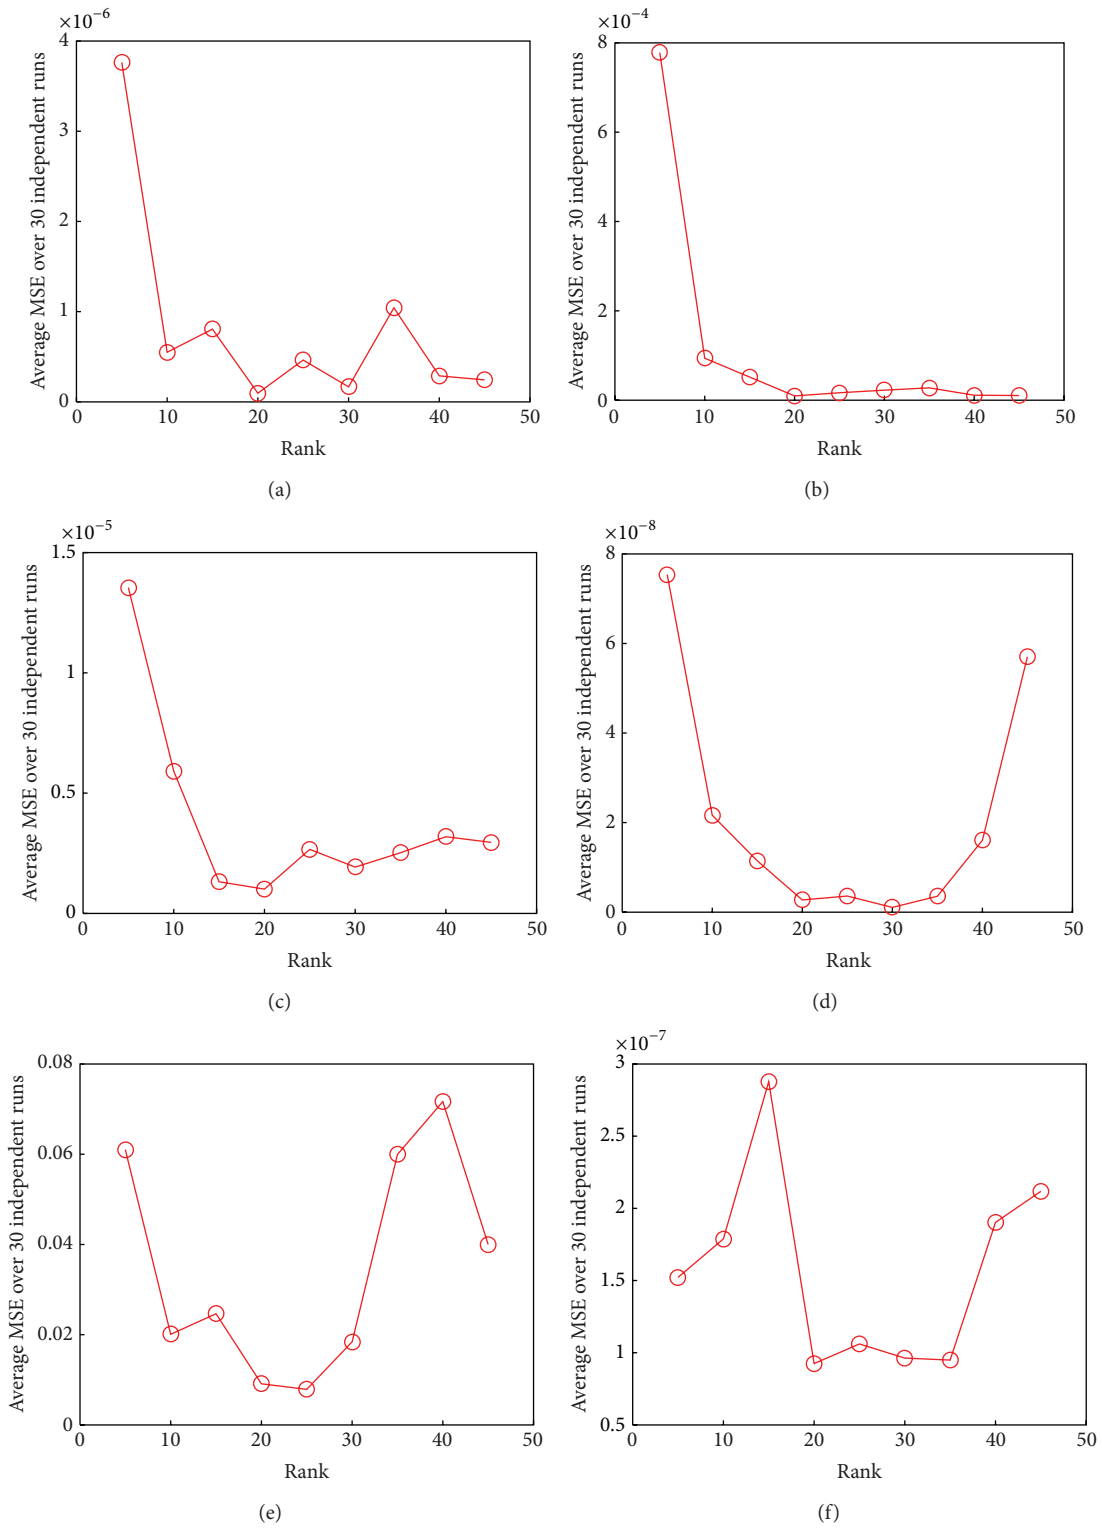 ×10−6
4
3
2
1
0
0 10 20 30 40 50
Average MSE over 30 independent runs
Rank
(a)
×10−4
8
6
4
2
0
0 10 20 30 40 50
Average MSE over 30 independent runs
Rank
(b)
×10−5
1.5
1
0.5
0
0 10 20 30 40 50
Average MSE over 30 independent runs
Rank
(c)
×10−8
8
6
4
2
0
0 10 20 30 40 50
Average MSE over 30 independent runs
Rank
(d)
0.08
0.06
0.04
0.02
0
0 10 20 30 40 50
Average MSE over 30 independent runs
Rank
(e)
×10−7
3
2.5
2
1.5
1
0.5
0 10 20 30 40 50
Average MSE over 30 independent runs
Rank
(f)